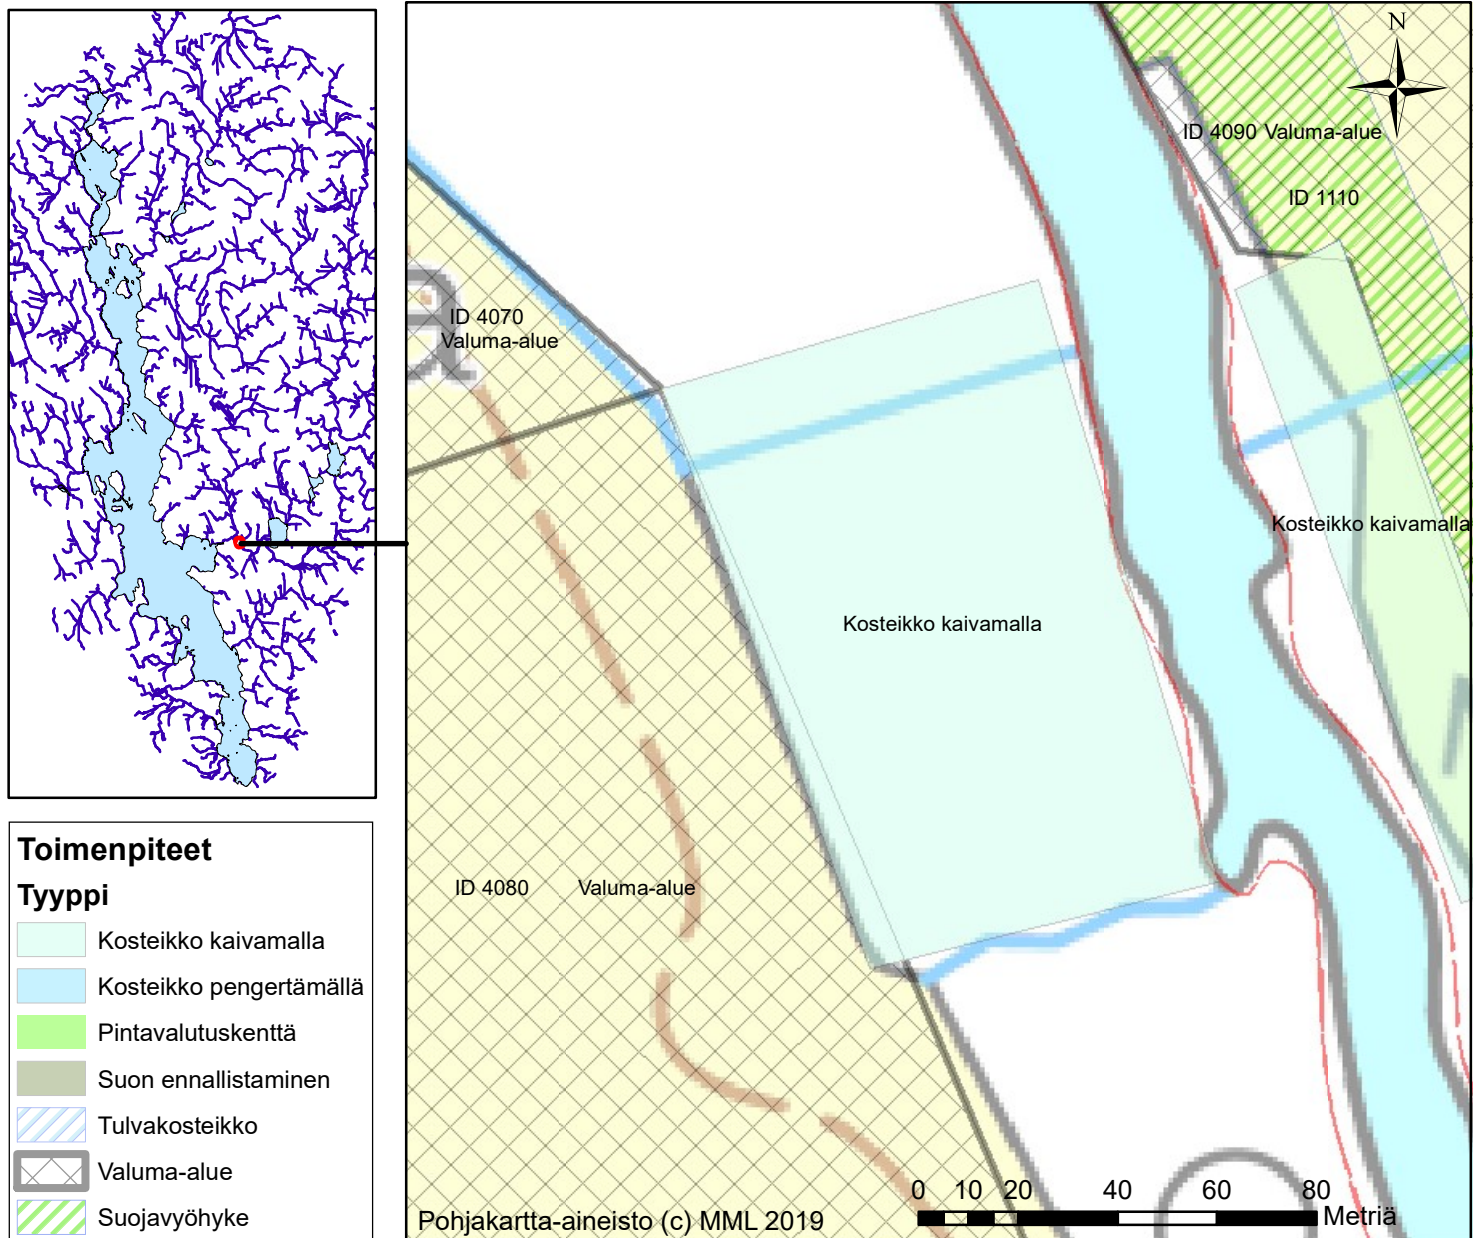 N
ID 4090 Valuma-alue
ID 1110
ID 4070
Valuma-alue
Kosteikko kaivamalla
Kosteikko kaivamalla
ID 4080 Valuma-alue
Toimenpiteet
Tyyppi
Kosteikko kaivamalla
Kosteikko pengertämällä
Pintavalutuskenttä
Suon ennallistaminen
Tulvakosteikko
Valuma-alue
Suojavyöhyke
0 10 20 40 60 80
Metriä
Pohjakartta-aineisto (c) MML 2019